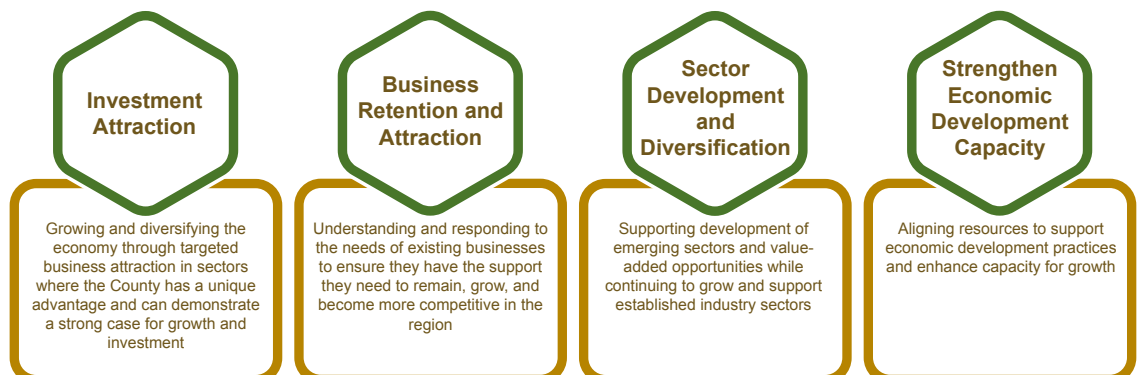 Investment
Attraction
Growing and diversifying the
economy through targeted
business attraction in sectors
where the County has a unique
advantage and can demonstrate
a strong case for growth and
investment
Business
Retention and
Attraction
Understanding and responding to
the needs of existing businesses
to ensure they have the support
they need to remain, grow, and
become more competitive in the
region
Sector
Development
and
Diversification
Supporting development of
emerging sectors and value-
added opportunities while
continuing to grow and support
established industry sectors
Strengthen
Economic
Development
Capacity
Aligning resources to support
economic development practices
and enhance capacity for growth